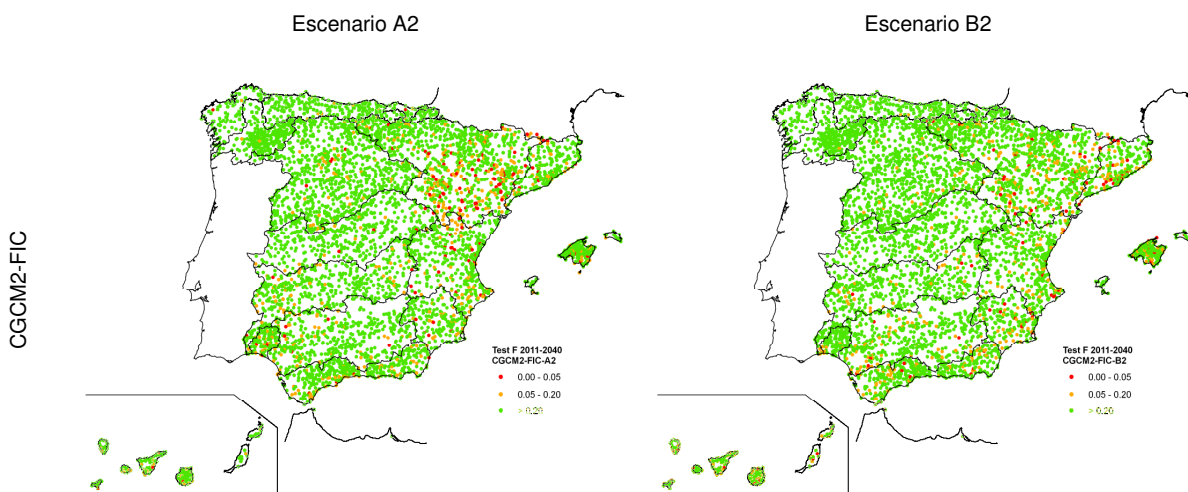 Escenario A2
Escenario B2
CGCM2-FIC
Test F 2011-2040
CGCM2-FIC-A2
0.00 - 0.05
0.05 - 0.20
> 0.20
Test F 2011-2040
CGCM2-FIC-B2
0.00 - 0.05
0.05 - 0.20
> 0.20